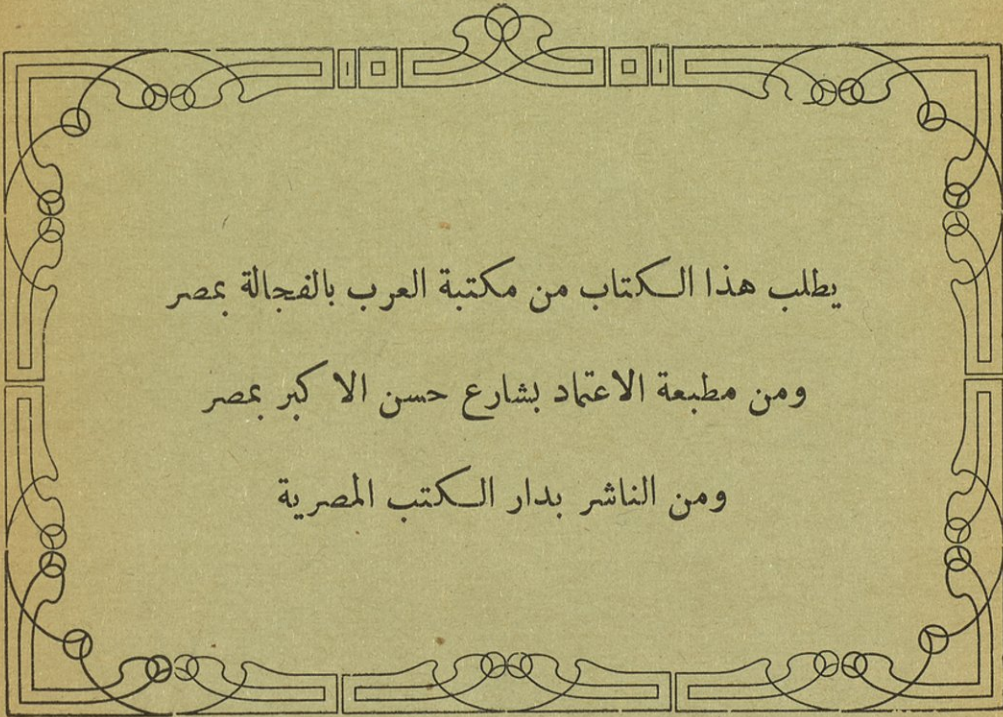 يطلب هذا الكتاب من مكتبة العرب بالفجالة بمصر
ومن مطبعة الاعتماد بشارع حسن الاكبر بمصر
ومن الناشر بدار الكتب المصرية